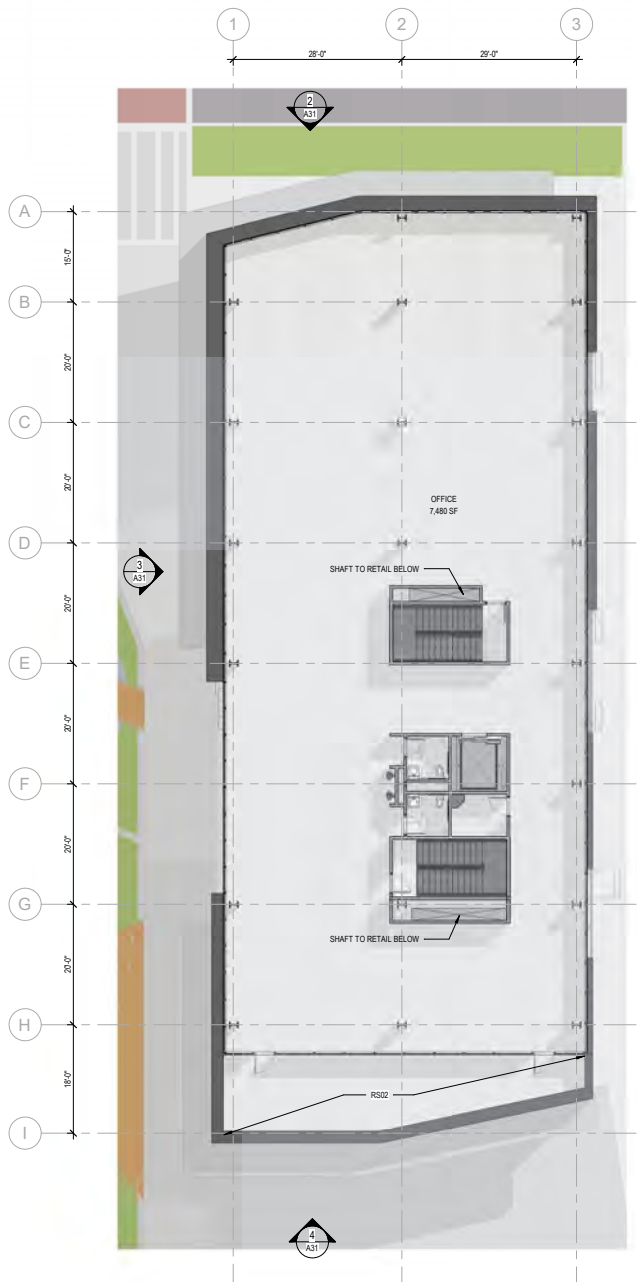 1
2
3
28'-0"
29'-0"
2
A31
A
15'-0"
B
20'-0"
C
20'-0"
OFFICE
7,480 SF
D
3
A31
SHAFT TO RETAIL BELOW
20'-0"
E
20'-0"
F
20'-0"
G
SHAFT TO RETAIL BELOW
20'-0"
H
18'-0"
RS02
I
4
A31